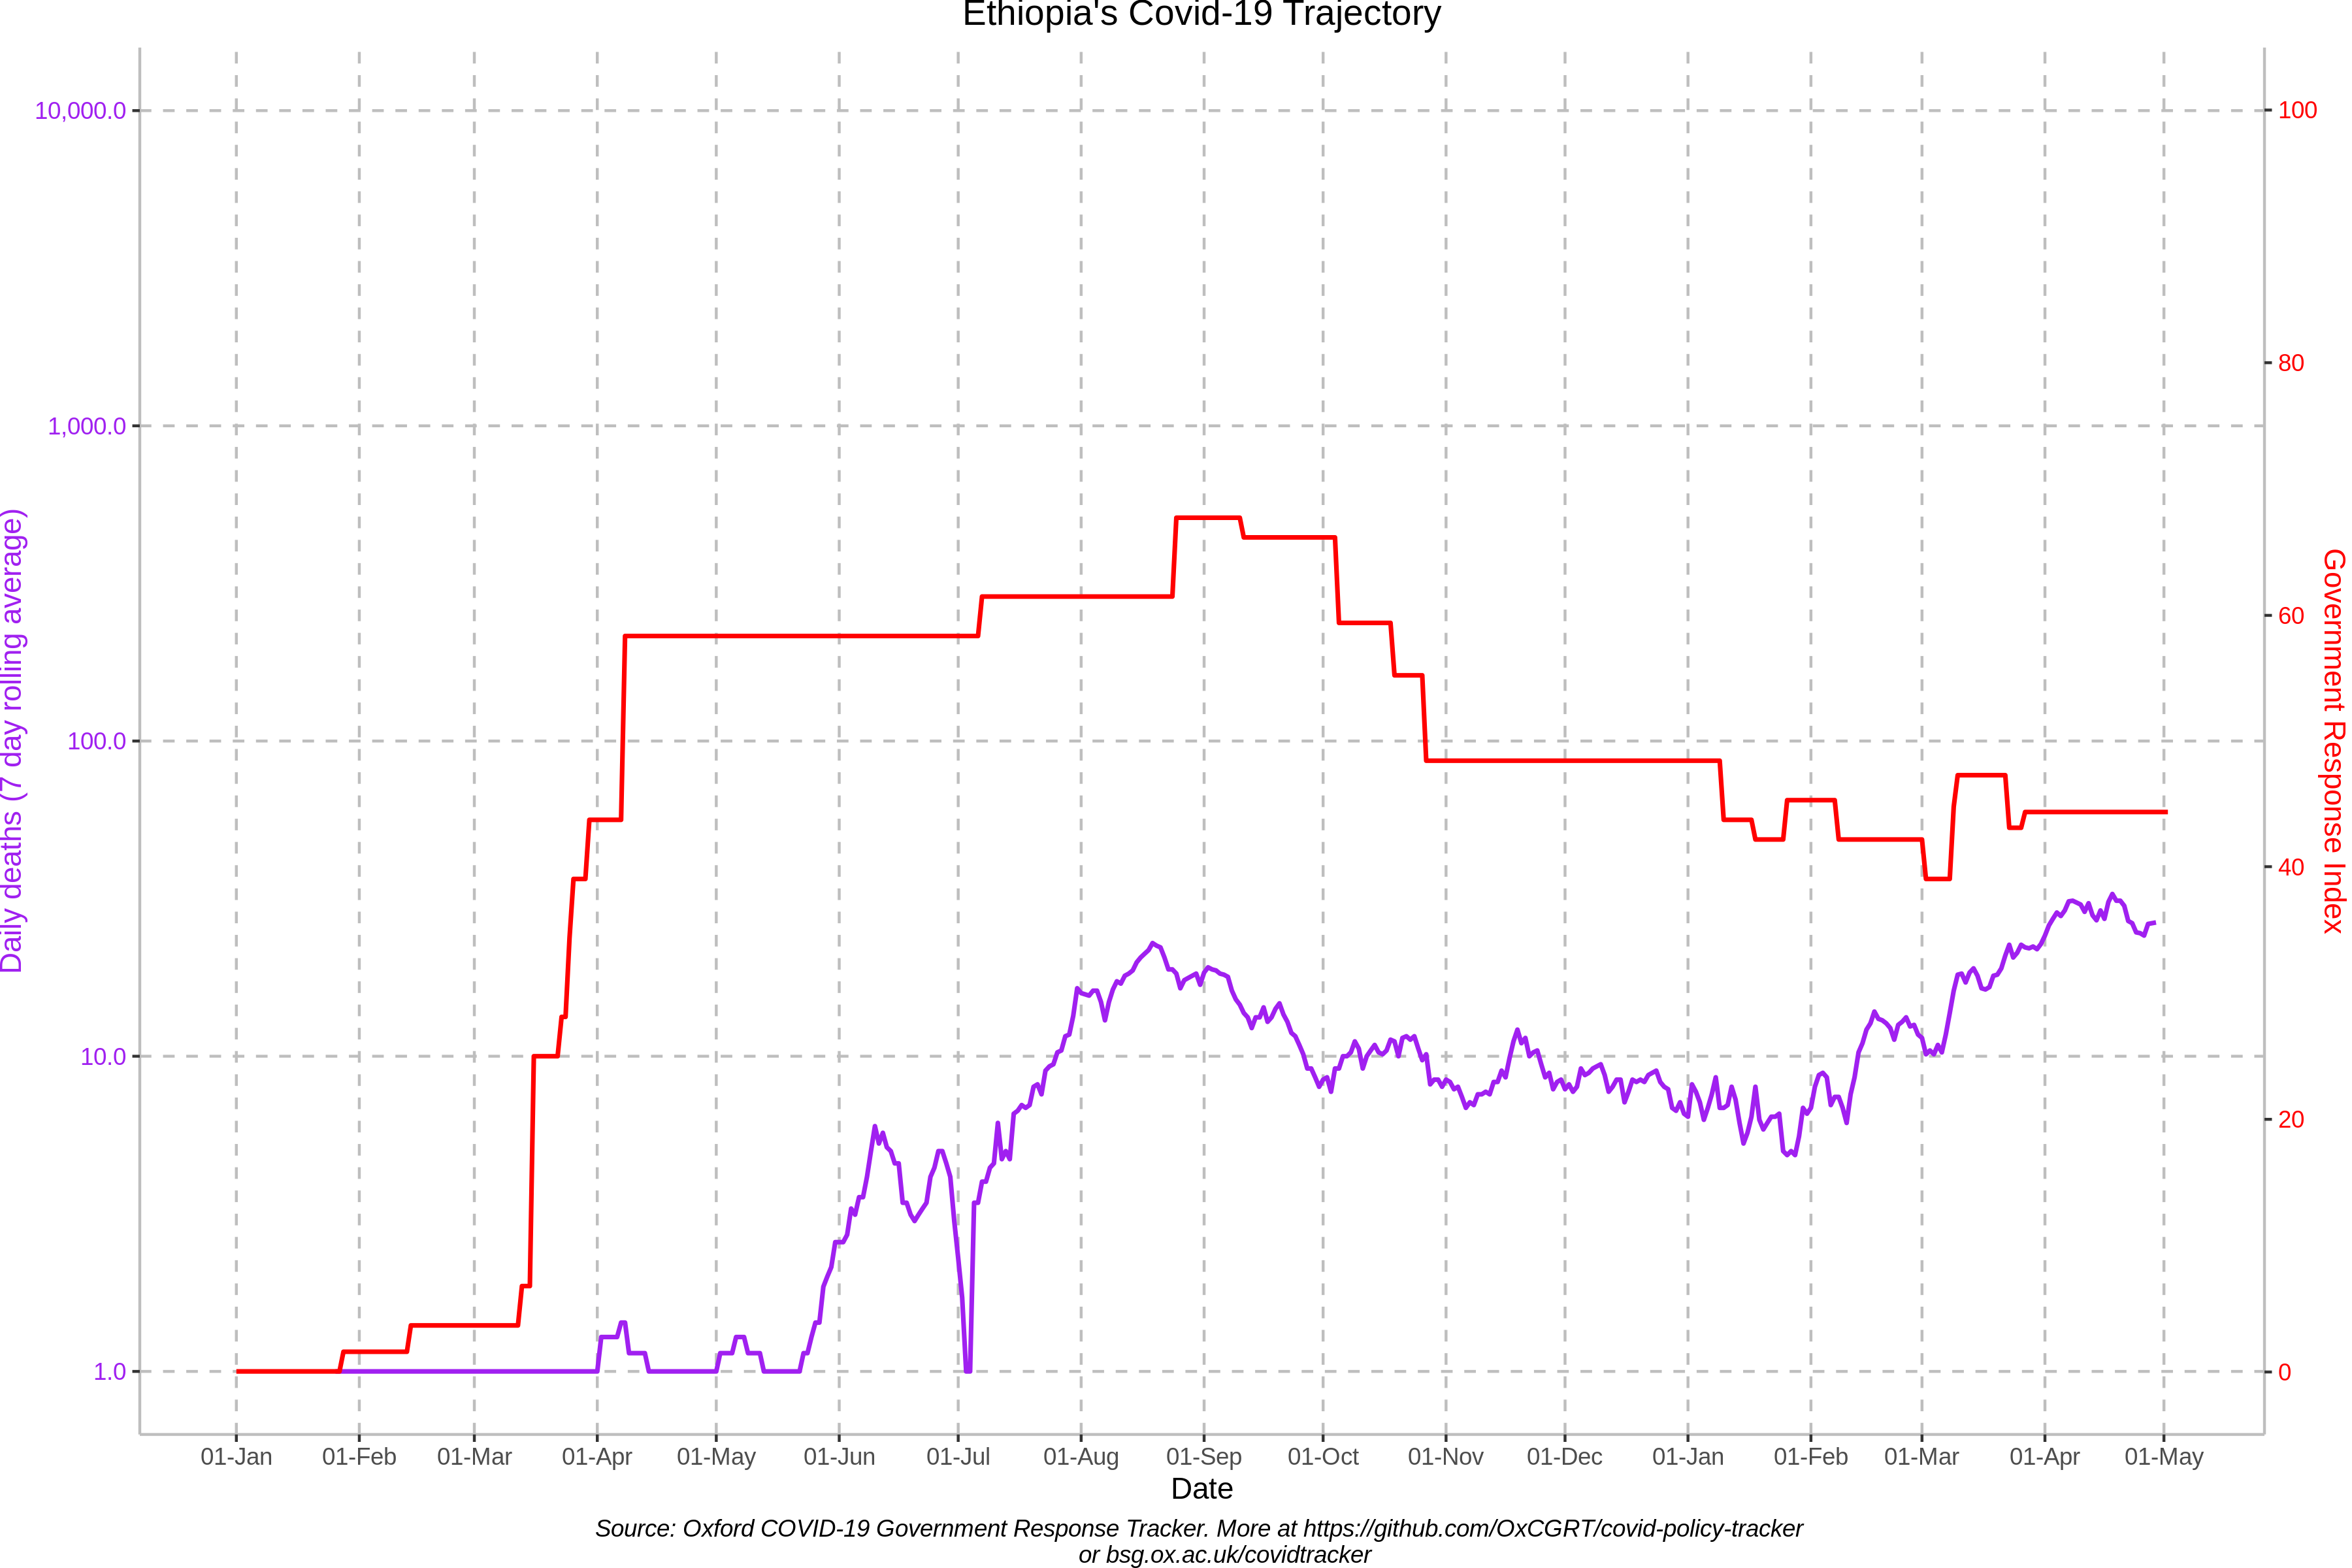 Ethiopia's Covid-19 Trajectory
10,000.0
1,000.0
100.0
10.0
1.0
Daily deaths (7 day rolling average)
100
80
60
40
20
0
Government Response Index
01-Jan 01-Feb 01-Mar 01-Apr 01-May 01-Jun 01-Jul 01-Aug 01-Sep 01-Oct 01-Nov 01-Dec 01-Jan 01-Feb 01-Mar 01-Apr 01-May
Date
Source: Oxford COVID-19 Government Response Tracker. More at https://github.com/OxCGRT/covid-policy-tracker
or bsg.ox.ac.uk/covidtracker